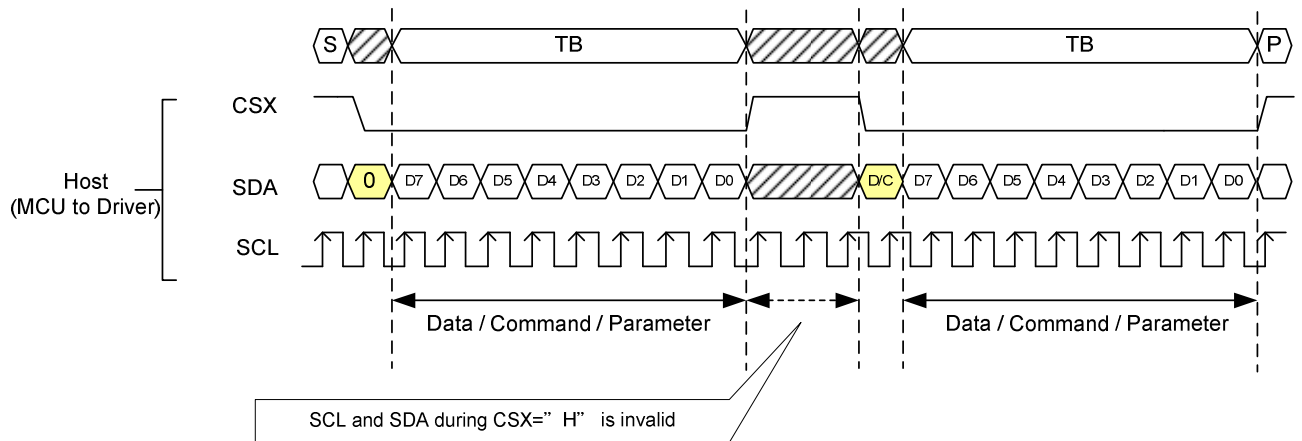 S TB TB P
CSX
Host
(MCU to Driver)
SDA 0 D7 D6 D5 D4 D3 D2 D1 D0 D/C D7 D6 D5 D4 D3 D2 D1 D0
SCL
Data / Command / Parameter Data / Command / Parameter
SCL and SDA during CSX=” H” is invalid